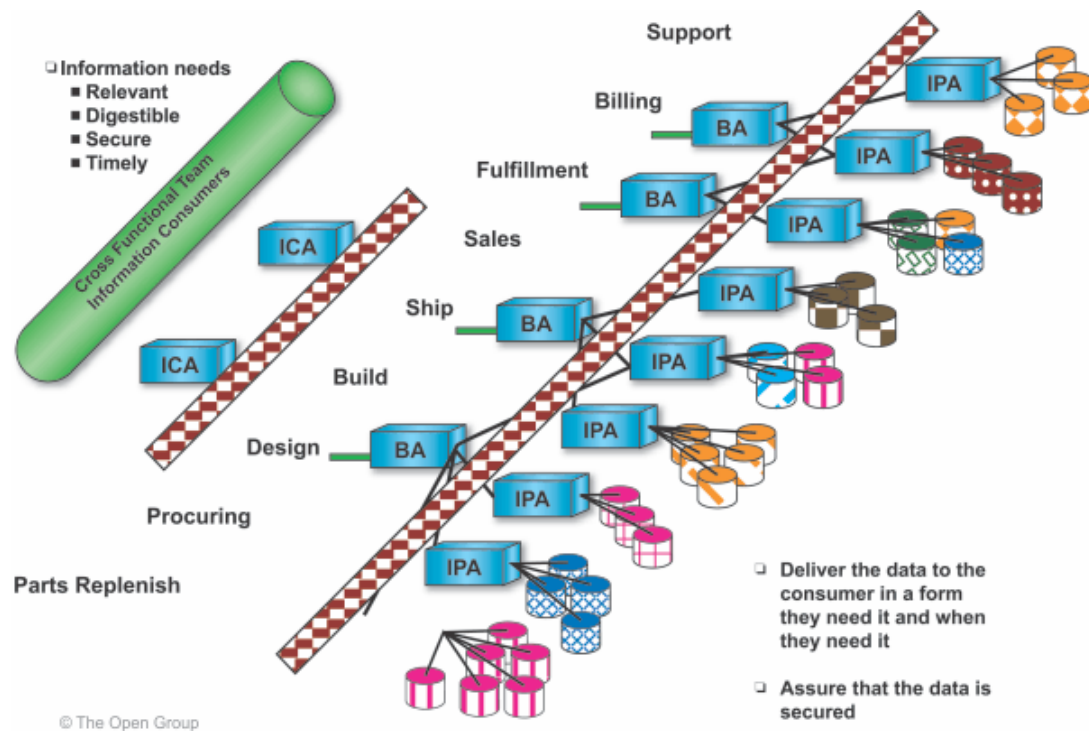 Support
❑ Information needs
■ Relevant
■ Digestible
■ Secure
■ Timely
Billing
Fulfillment
Sales
Ship
Build
Design
Procuring
Parts Replenish
Cross Functional Team
Information Consumers
ICA
ICA
BA
BA
BA
BA
IPA
IPA
IPA
IPA
IPA
IPA
IPA
IPA
❑ Deliver the data to the
consumer in a form
they need it and when
they need it
❑ Assure that the data is
secured
© The Open Group